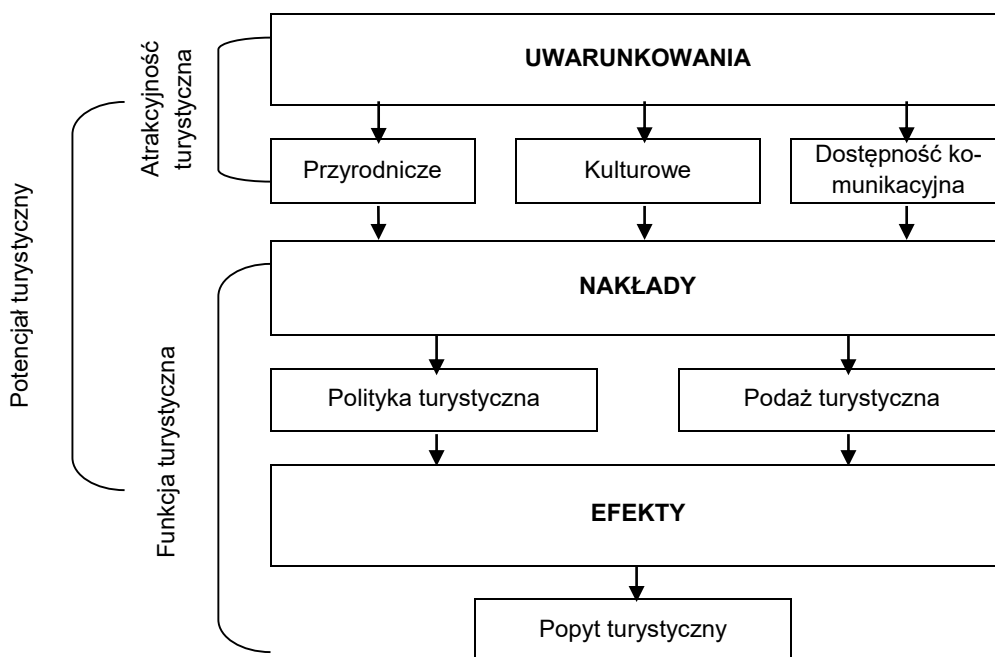 UWARUNKOWANIA
Atrakcyjność
turystyczna
Przyrodnicze
Kulturowe
Dostępność ko-
munikacyjna
Potencjał turystyczny
NAKŁADY
Funkcja turystyczna
Polityka turystyczna
Podaż turystyczna
EFEKTY
Popyt turystyczny